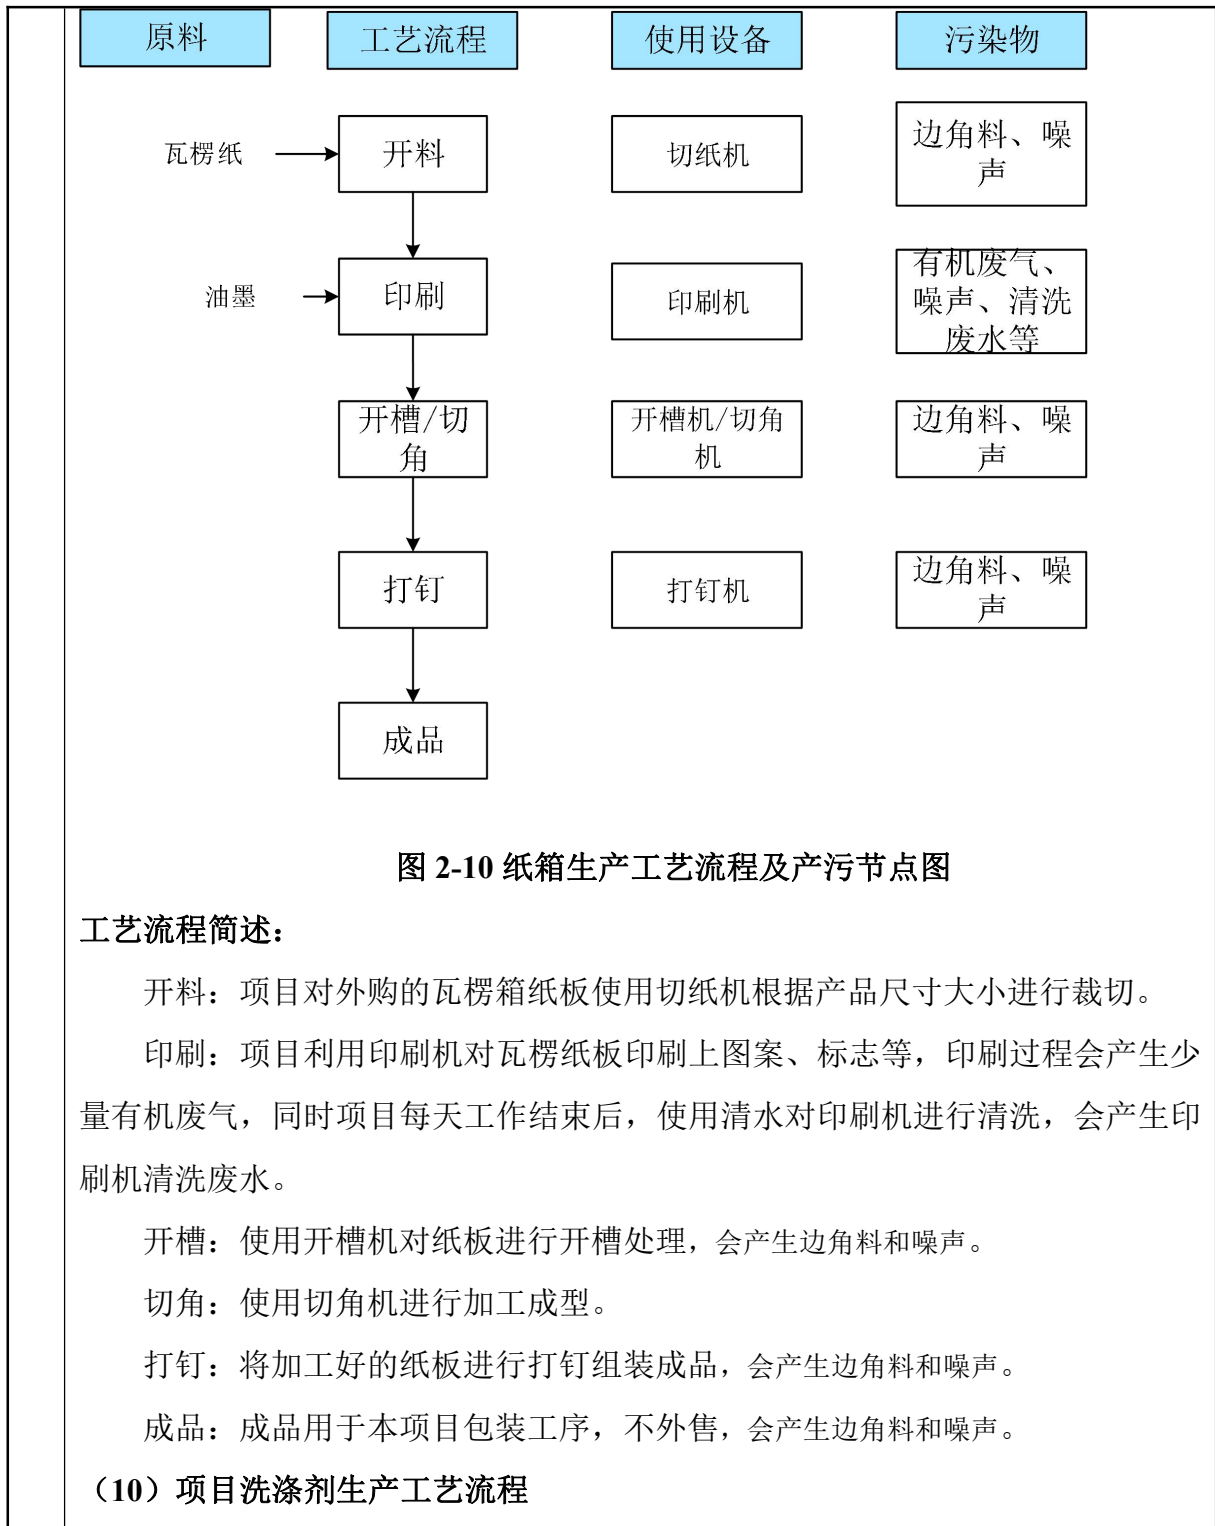 原料
工艺流程
使用设备
污染物
瓦楞纸
开料
切纸机
边角料、噪
声
油墨
印刷
印刷机
有机废气、
噪声、清洗
废水等
开槽/切
角
开槽机/切角
机
边角料、噪
声
打钉
打钉机
边角料、噪
声
成品
图 2-10 纸箱生产工艺流程及产污节点图
工艺流程简述：
开料：项目对外购的瓦楞箱纸板使用切纸机根据产品尺寸大小进行裁切。
印刷：项目利用印刷机对瓦楞纸板印刷上图案、标志等，印刷过程会产生少
量有机废气，同时项目每天工作结束后，使用清水对印刷机进行清洗，会产生印
刷机清洗废水。
开槽：使用开槽机对纸板进行开槽处理，会产生边角料和噪声。
切角：使用切角机进行加工成型。
打钉：将加工好的纸板进行打钉组装成品，会产生边角料和噪声。
成品：成品用于本项目包装工序，不外售，会产生边角料和噪声。
（10）项目洗涤剂生产工艺流程